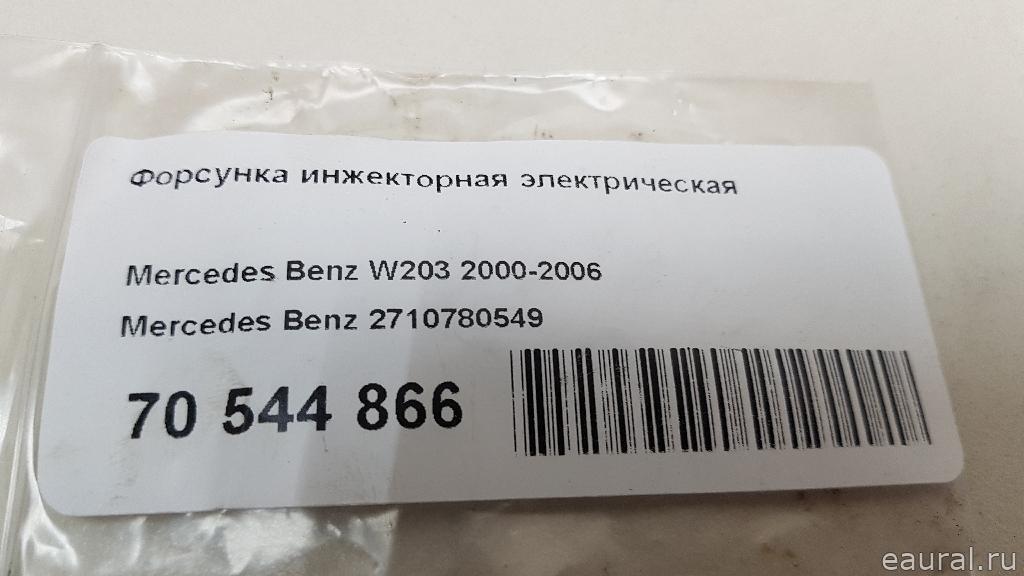 Форсунка инжекторная электрическая
Mercedes Benz W203 2000-2006
Mercedes Benz 2710780549
70 544 866
eaural.ru